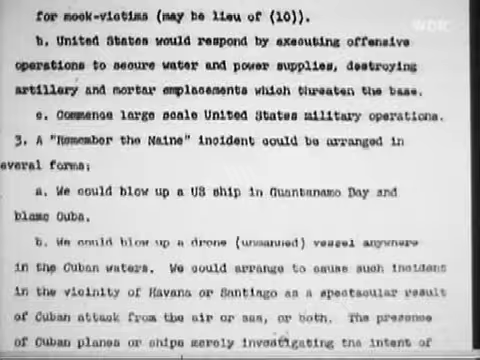 for mock-victims (may be lieu of (10)).
WDR
b. United States would respond by executing offensive
operations to secure water and power supplies, destroying
artillery and mortar emplacements which threaten the base.
c. Commence large scale United States military operations.
3. A "Remember the Maine" incident could be arranged in
everal forms:
a. We could blow up a US ship in Guantanamo Bay and
blame Cuba.
b. We could blow up a drone (unmanned) vessel anywhere
in the Cuban waters. We could arrange to cause such incident
in the vicinity of Havana or Santiago as a spectacular result
of Cuban attack from the air or sea, or both. The presence
of Cuban planes or ships merely investigating the intent of